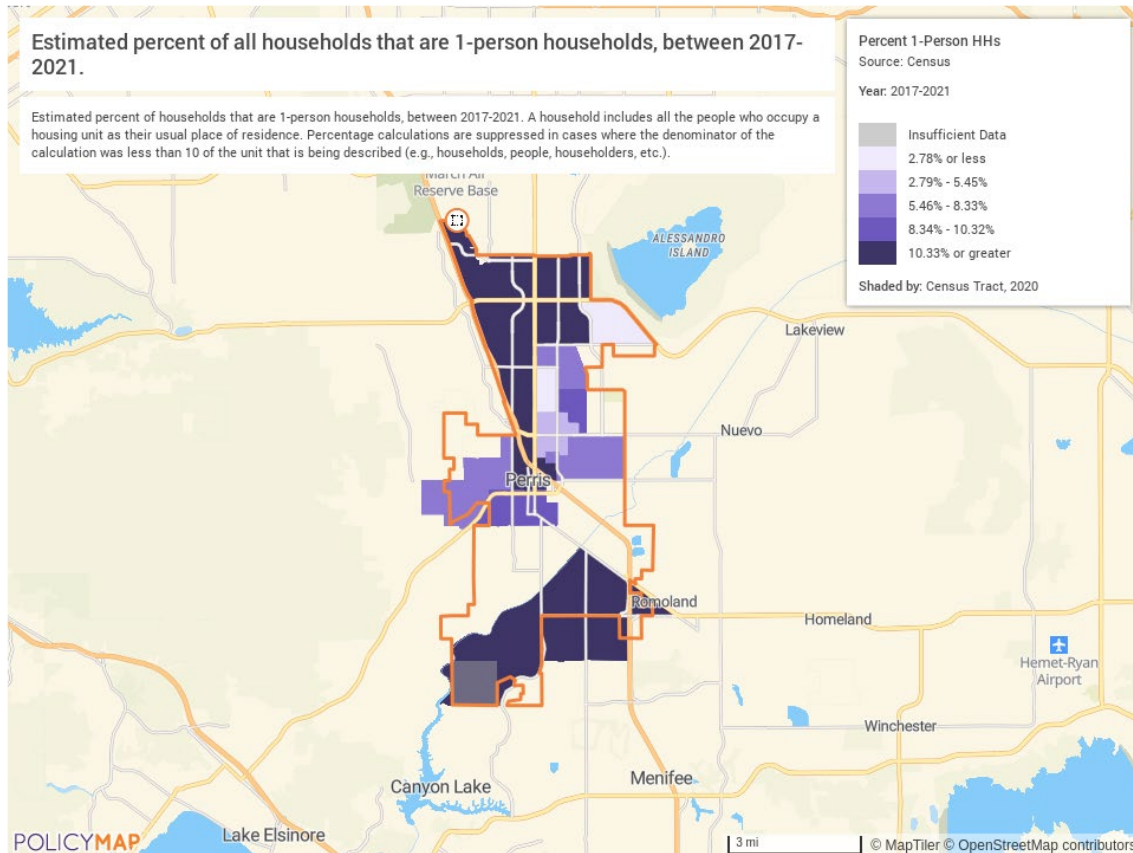 Estimated percent of all households that are 1-person households, between 2017-
2021.
Estimated percent of households that are 1-person households, between 2017-2021. A household includes all the people who occupy a
housing unit as their usual place of residence. Percentage calculations are suppressed in cases where the denominator of the
calculation was less than 10 of the unit that is being described (e.g., households, people, householders, etc.).
Percent 1-Person HHs
Source: Census
Year: 2017-2021
Insufficient Data
2.78% or less
2.79% - 5.45%
5.46% - 8.33%
8.34% - 10.32%
10.33% or greater
Shaded by: Census Tract, 2020
March Air
Reserve Base
ALESSANDRO
ISLAND
Lakeview
Nuevo
Perris
Romoland
Homeland
Hemet-Ryan
Airport
Winchester
Menifee
Canyon Lake
Lake Elsinore
POLICYMAP
3 mi
© MapTiler © OpenStreetMap contributors